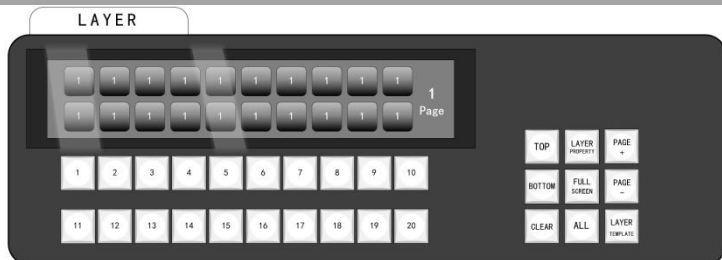 LAYER
1 1 1 1 1 1 1 1 1 1
1
1 1 1 1 1 1 1 1 1 1
Page
1 2 3 4 5 6 7 8 9 10
11 12 13 14 15 16 17 18 19 20
TOP
LAYER
PROPERTY
PAGE
+
BOTTOM
FULL
SCREEN
PAGE
-
CLEAR
ALL
LAYER
TEMPLATE